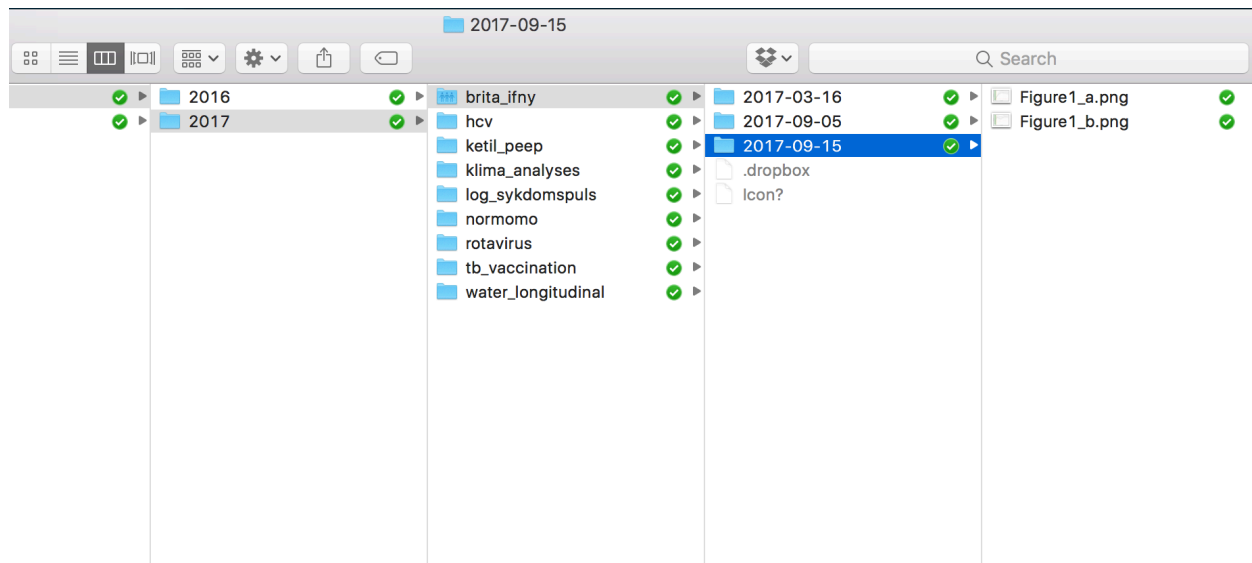 2017-09-15
Search
2016
2017
brita_ifny
hcv
ketil_peep
klima_analyses
log_sykdomspuls
normomo
rotavirus
tb_vaccination
water_longitudinal
2017-03-16
2017-09-05
2017-09-15
.dropbox
Icon?
Figure1_a.png
Figure1_b.png